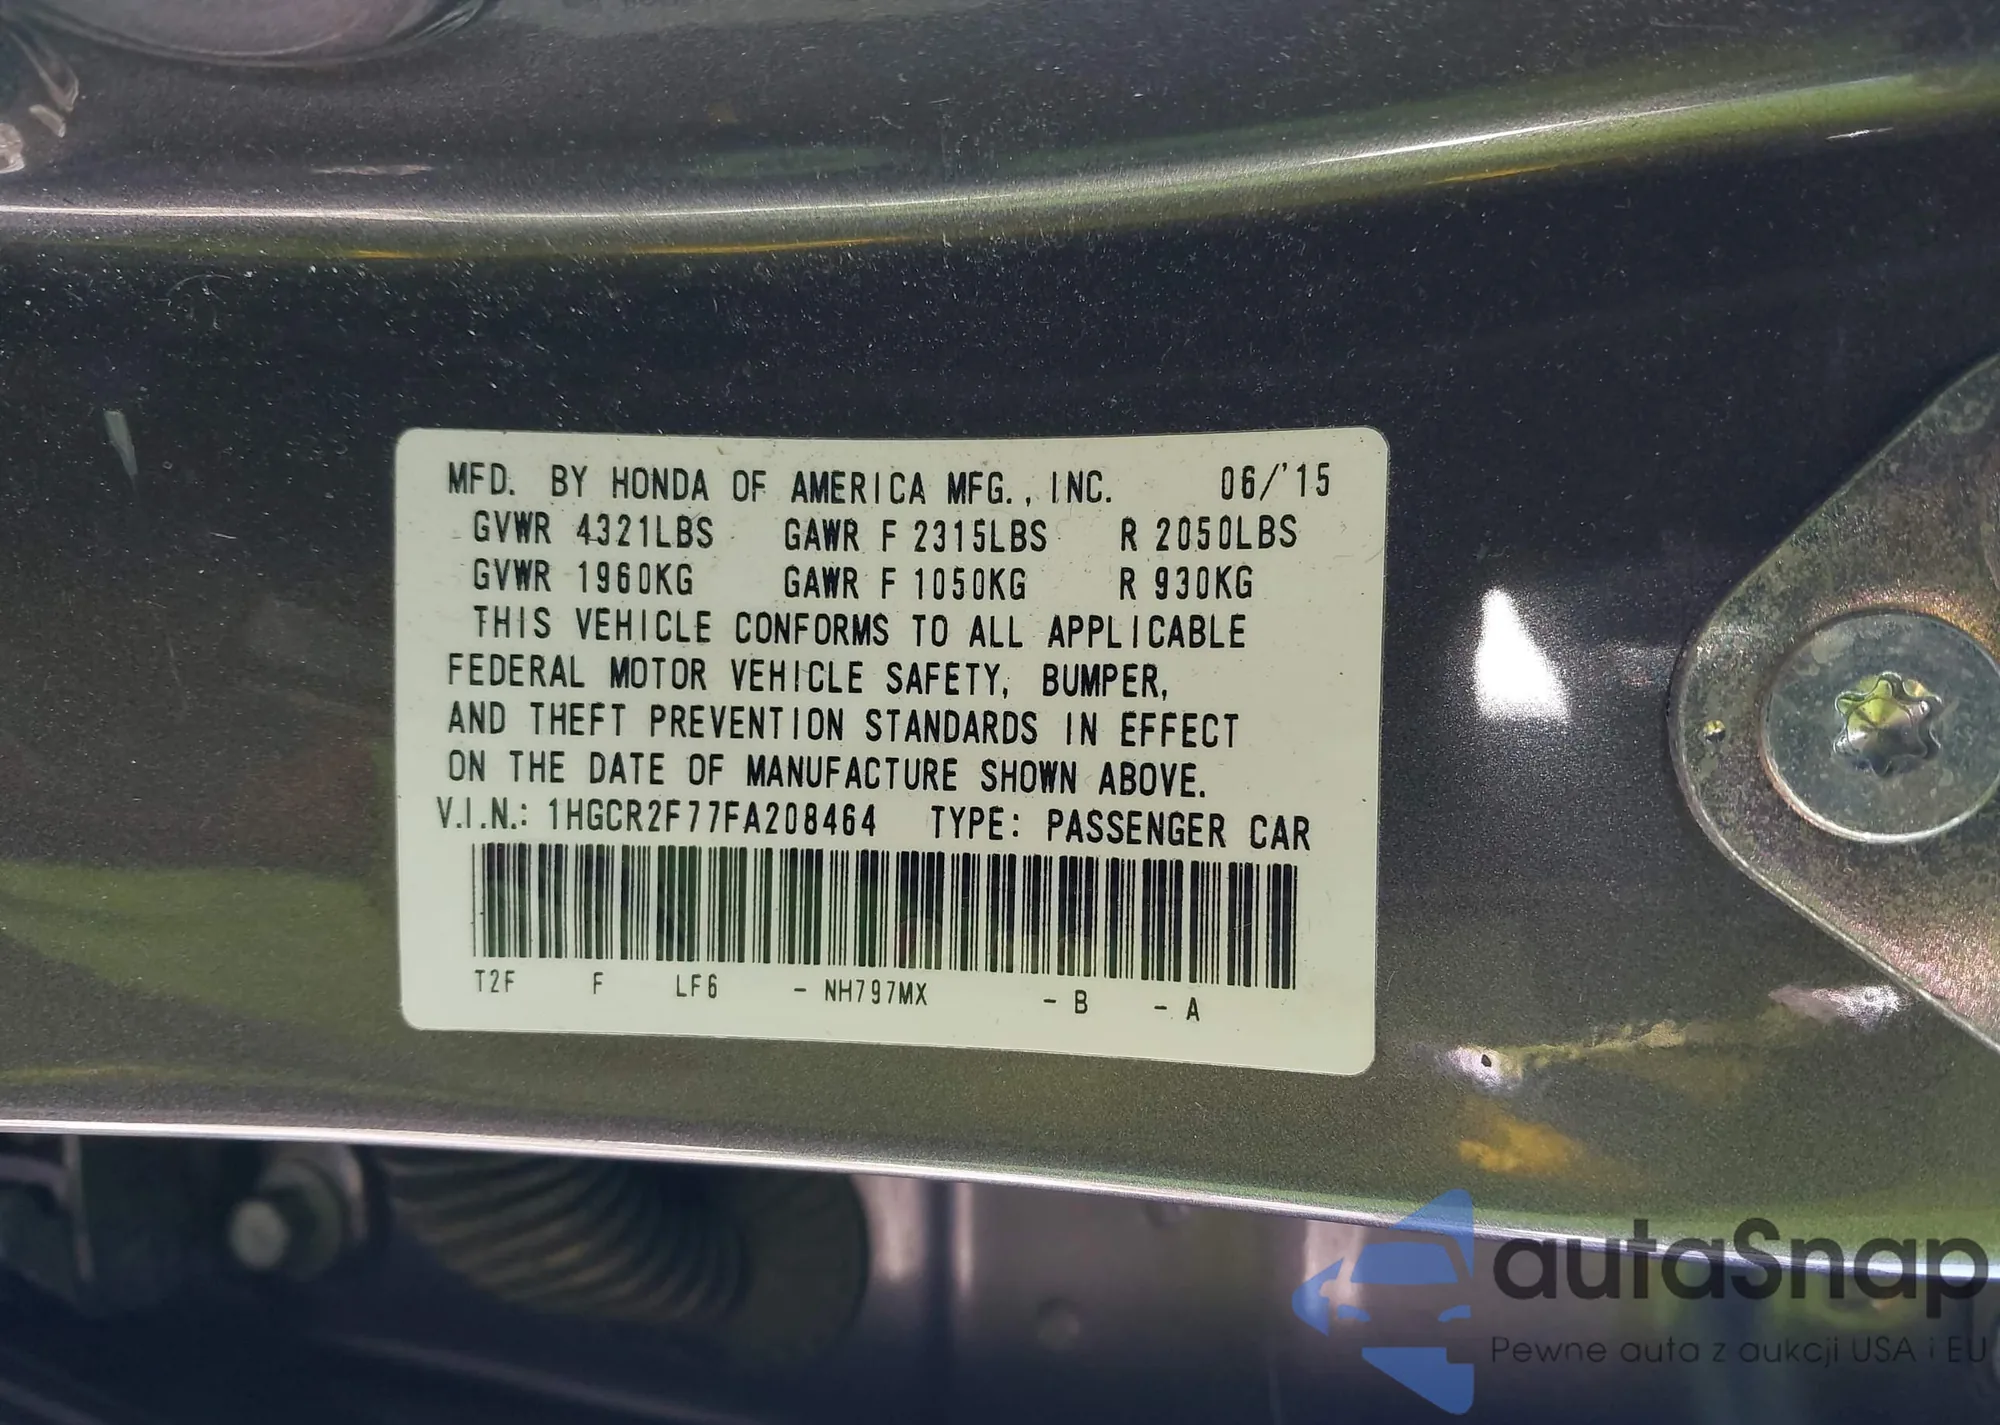 MFD. BY HONDA OF AMERICA MFG., INC. 06/'15
GVWR 4321LBS GAWR F 2315LBS R 2050LBS
GVWR 1960KG GAWR F 1050KG R 930KG
THIS VEHICLE CONFORMS TO ALL APPLICABLE
FEDERAL MOTOR VEHICLE SAFETY, BUMPER,
AND THEFT PREVENTION STANDARDS IN EFFECT
ON THE DATE OF MANUFACTURE SHOWN ABOVE.
V.I.N.: 1HGCR2F77FA208464 TYPE: PASSENGER CAR
T2F F LF6 - NH797MX - B - A
autaSnap
Pewne auta z aukcji USA i EU